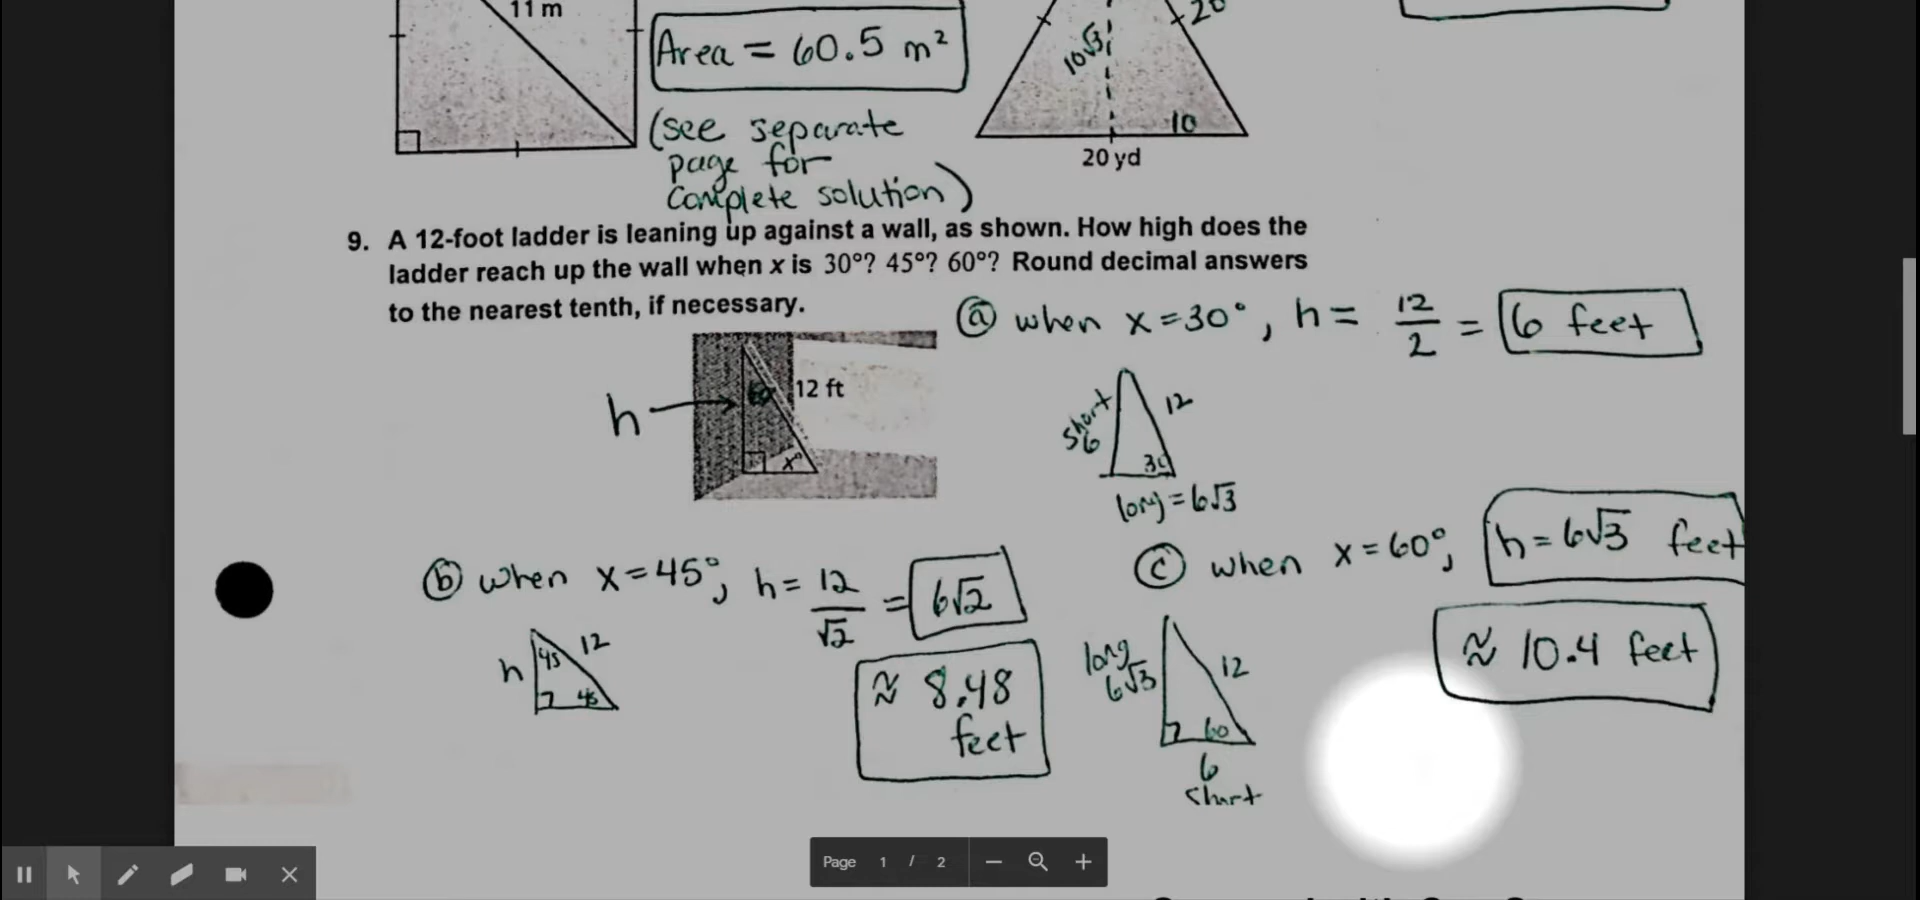 11 m
Area = 60.5 m²
20
10√3
10
20 yd
(see separate
page for
complete solution)
9. A 12-foot ladder is leaning up against a wall, as shown. How high does the
ladder reach up the wall when x is 30°? 45°? 60°? Round decimal answers
to the nearest tenth, if necessary.
ⓐ when x=30°, h= 12/2 = 6 feet
h
12 ft
x°
short
6
12
30
long = 6√3
ⓑ when x=45°, h= 12/√2 = 6√2
≈ 8.48
feet
h
45
12
45
ⓒ when x=60°, h=6√3 feet
≈ 10.4 feet
long
6√3
12
60
6
short
Page 1 / 2